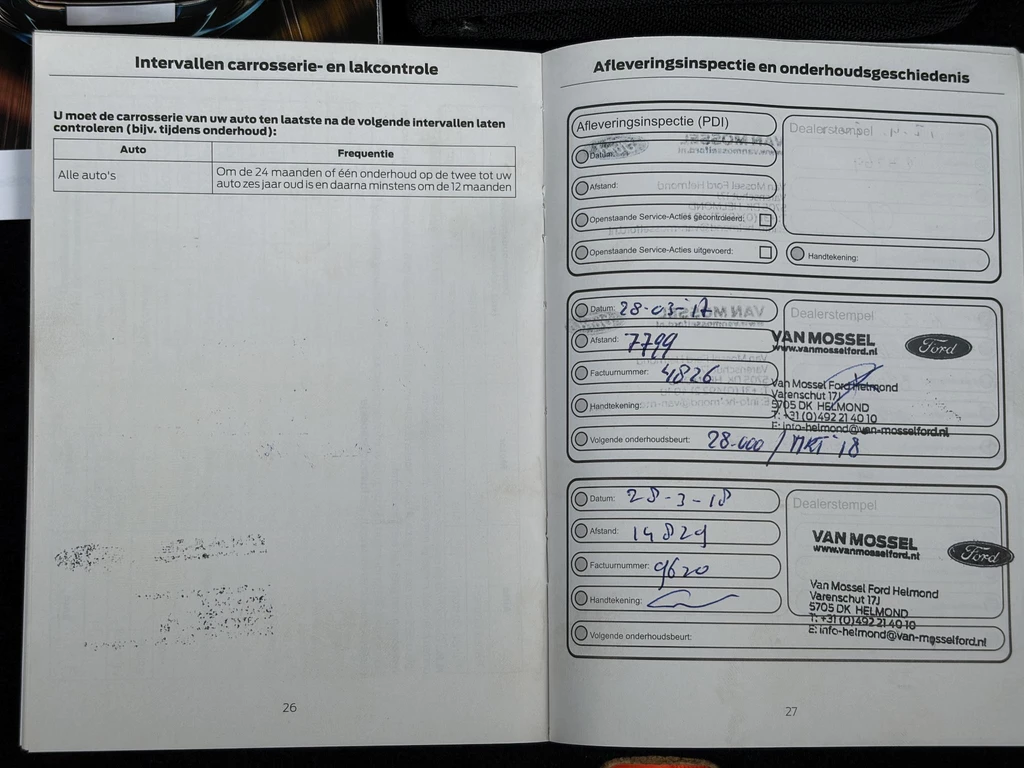 Intervallen carrosserie- en lakcontrole
U moet de carrosserie van uw auto ten laatste na de volgende intervallen laten
controleren (bijv. tijdens onderhoud):
Auto
Frequentie
Alle auto's
Om de 24 maanden of één onderhoud op de twee tot uw
auto zes jaar oud is en daarna minstens om de 12 maanden
26
Afleveringsinspectie en onderhoudsgeschiedenis
Afleveringsinspectie (PDI)
Dealerstempel
Datum:
Afstand:
Openstaande Service-Acties gecontroleerd:
Openstaande Service-Acties uitgevoerd:
Handtekening:
Datum: 28-03-17
Dealerstempel
Afstand: 7799
VAN MOSSEL
www.vanmosselford.nl
Ford
Factuurnummer: 4826
Van Mossel Ford Helmond
Varenschut 17J
5705 DK HELMOND
T: +31 (0)492 21 40 10
E: info-helmond@van-mosselford.nl
Handtekening:
Volgende onderhoudsbeurt: 28.000 / MRT '18
Datum: 28-3-18
Dealerstempel
Afstand: 14829
VAN MOSSEL
www.vanmosselford.nl
Ford
Factuurnummer: 9620
Van Mossel Ford Helmond
Varenschut 17J
5705 DK HELMOND
T: +31 (0)492 21 40 10
E: info-helmond@van-mosselford.nl
Handtekening:
Volgende onderhoudsbeurt:
27